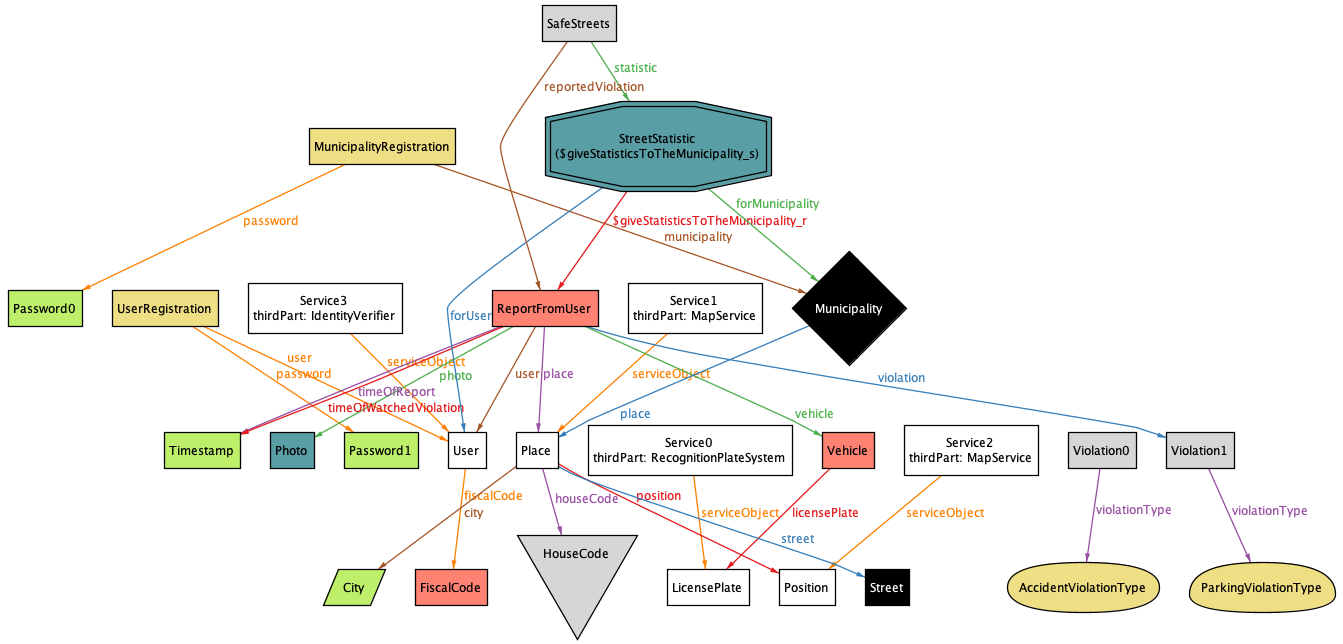 SafeStreets
statistic
reportedViolation
StreetStatistic
($giveStatisticsToTheMunicipality_s)
MunicipalityRegistration
forMunicipality
password
$giveStatisticsToTheMunicipality_r
municipality
Password0
UserRegistration
Service3
thirdPart: IdentityVerifier
forUser
ReportFromUser
Service1
thirdPart: MapService
Municipality
user
password
serviceObject
photo
user
place
serviceObject
violation
timeOfReport
timeOfWatchedViolation
place
vehicle
Timestamp
Photo
Password1
User
Place
Service0
thirdPart: RecognitionPlateSystem
Vehicle
Service2
thirdPart: MapService
Violation0
Violation1
fiscalCode
city
houseCode
position
serviceObject
licensePlate
serviceObject
violationType
violationType
street
City
FiscalCode
HouseCode
LicensePlate
Position
Street
AccidentViolationType
ParkingViolationType